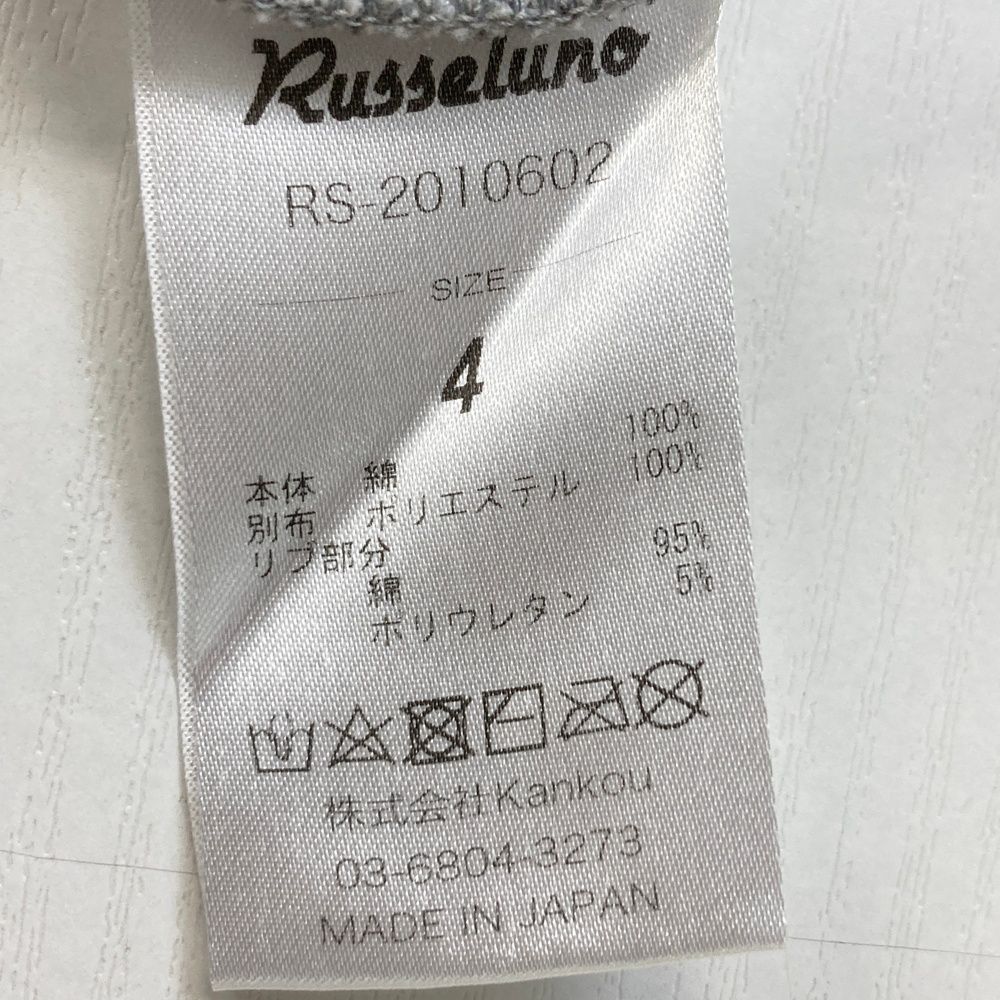 Russeluno
RS-2010602
SIZE
4
本体 綿 100%
別布 ポリエステル 100%
リブ部分
綿 95%
ポリウレタン 5%
株式会社Kankou
03-6804-3273
MADE IN JAPAN